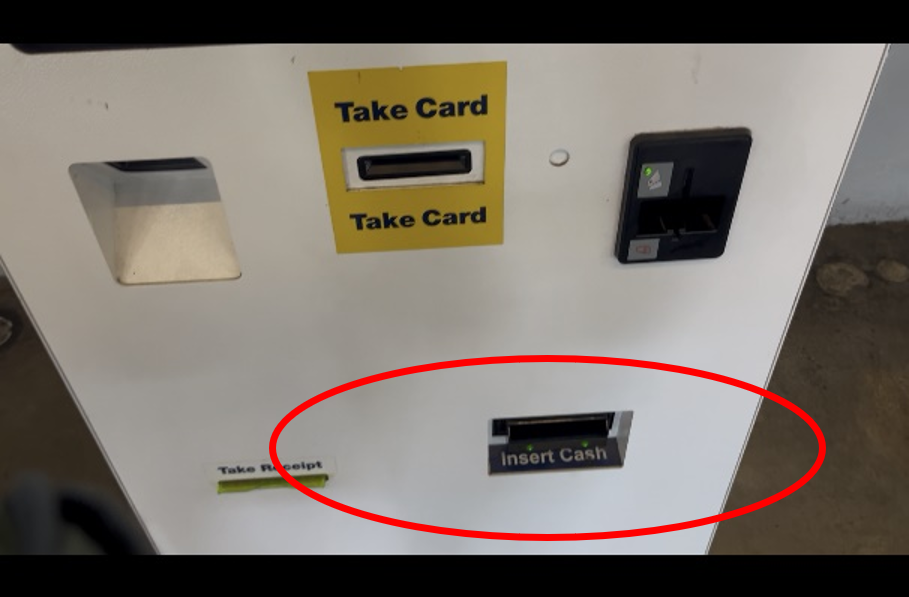 Take Card
Take Card
Take Receipt
Insert Cash